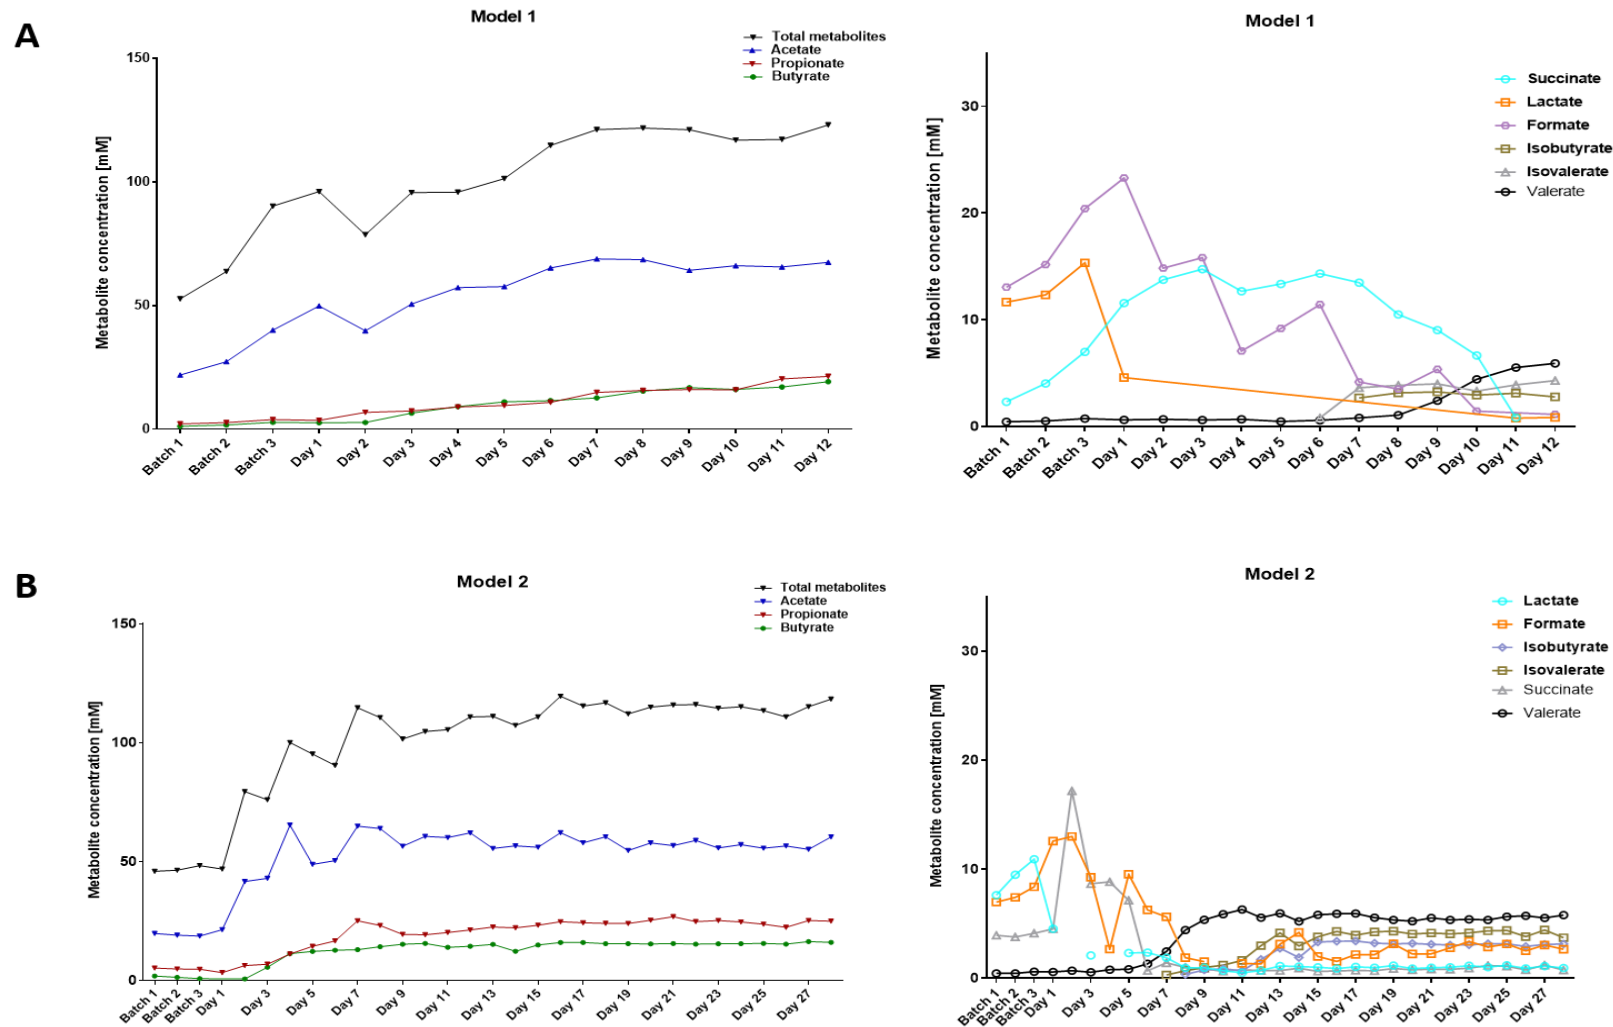 A
Model 1
Total metabolites
Acetate
Propionate
Butyrate
Metabolite concentration [mM]
150
100
50
0
Batch 1
Batch 2
Batch 3
Day 1
Day 2
Day 3
Day 4
Day 5
Day 6
Day 7
Day 8
Day 9
Day 10
Day 11
Day 12
Model 1
Succinate
Lactate
Formate
Isobutyrate
Isovalerate
Valerate
Metabolite concentration [mM]
30
20
10
0
Batch 1
Batch 2
Batch 3
Day 1
Day 2
Day 3
Day 4
Day 5
Day 6
Day 7
Day 8
Day 9
Day 10
Day 11
Day 12
B
Model 2
Total metabolites
Acetate
Propionate
Butyrate
Metabolite concentration [mM]
150
100
50
0
Batch 1
Batch 2
Batch 3
Day 1
Day 3
Day 5
Day 7
Day 9
Day 11
Day 13
Day 15
Day 17
Day 19
Day 21
Day 23
Day 25
Day 27
Model 2
Lactate
Formate
Isobutyrate
Isovalerate
Succinate
Valerate
Metabolite concentration [mM]
30
20
10
0
Batch 1
Batch 2
Batch 3
Day 1
Day 3
Day 5
Day 7
Day 9
Day 11
Day 13
Day 15
Day 17
Day 19
Day 21
Day 23
Day 25
Day 27